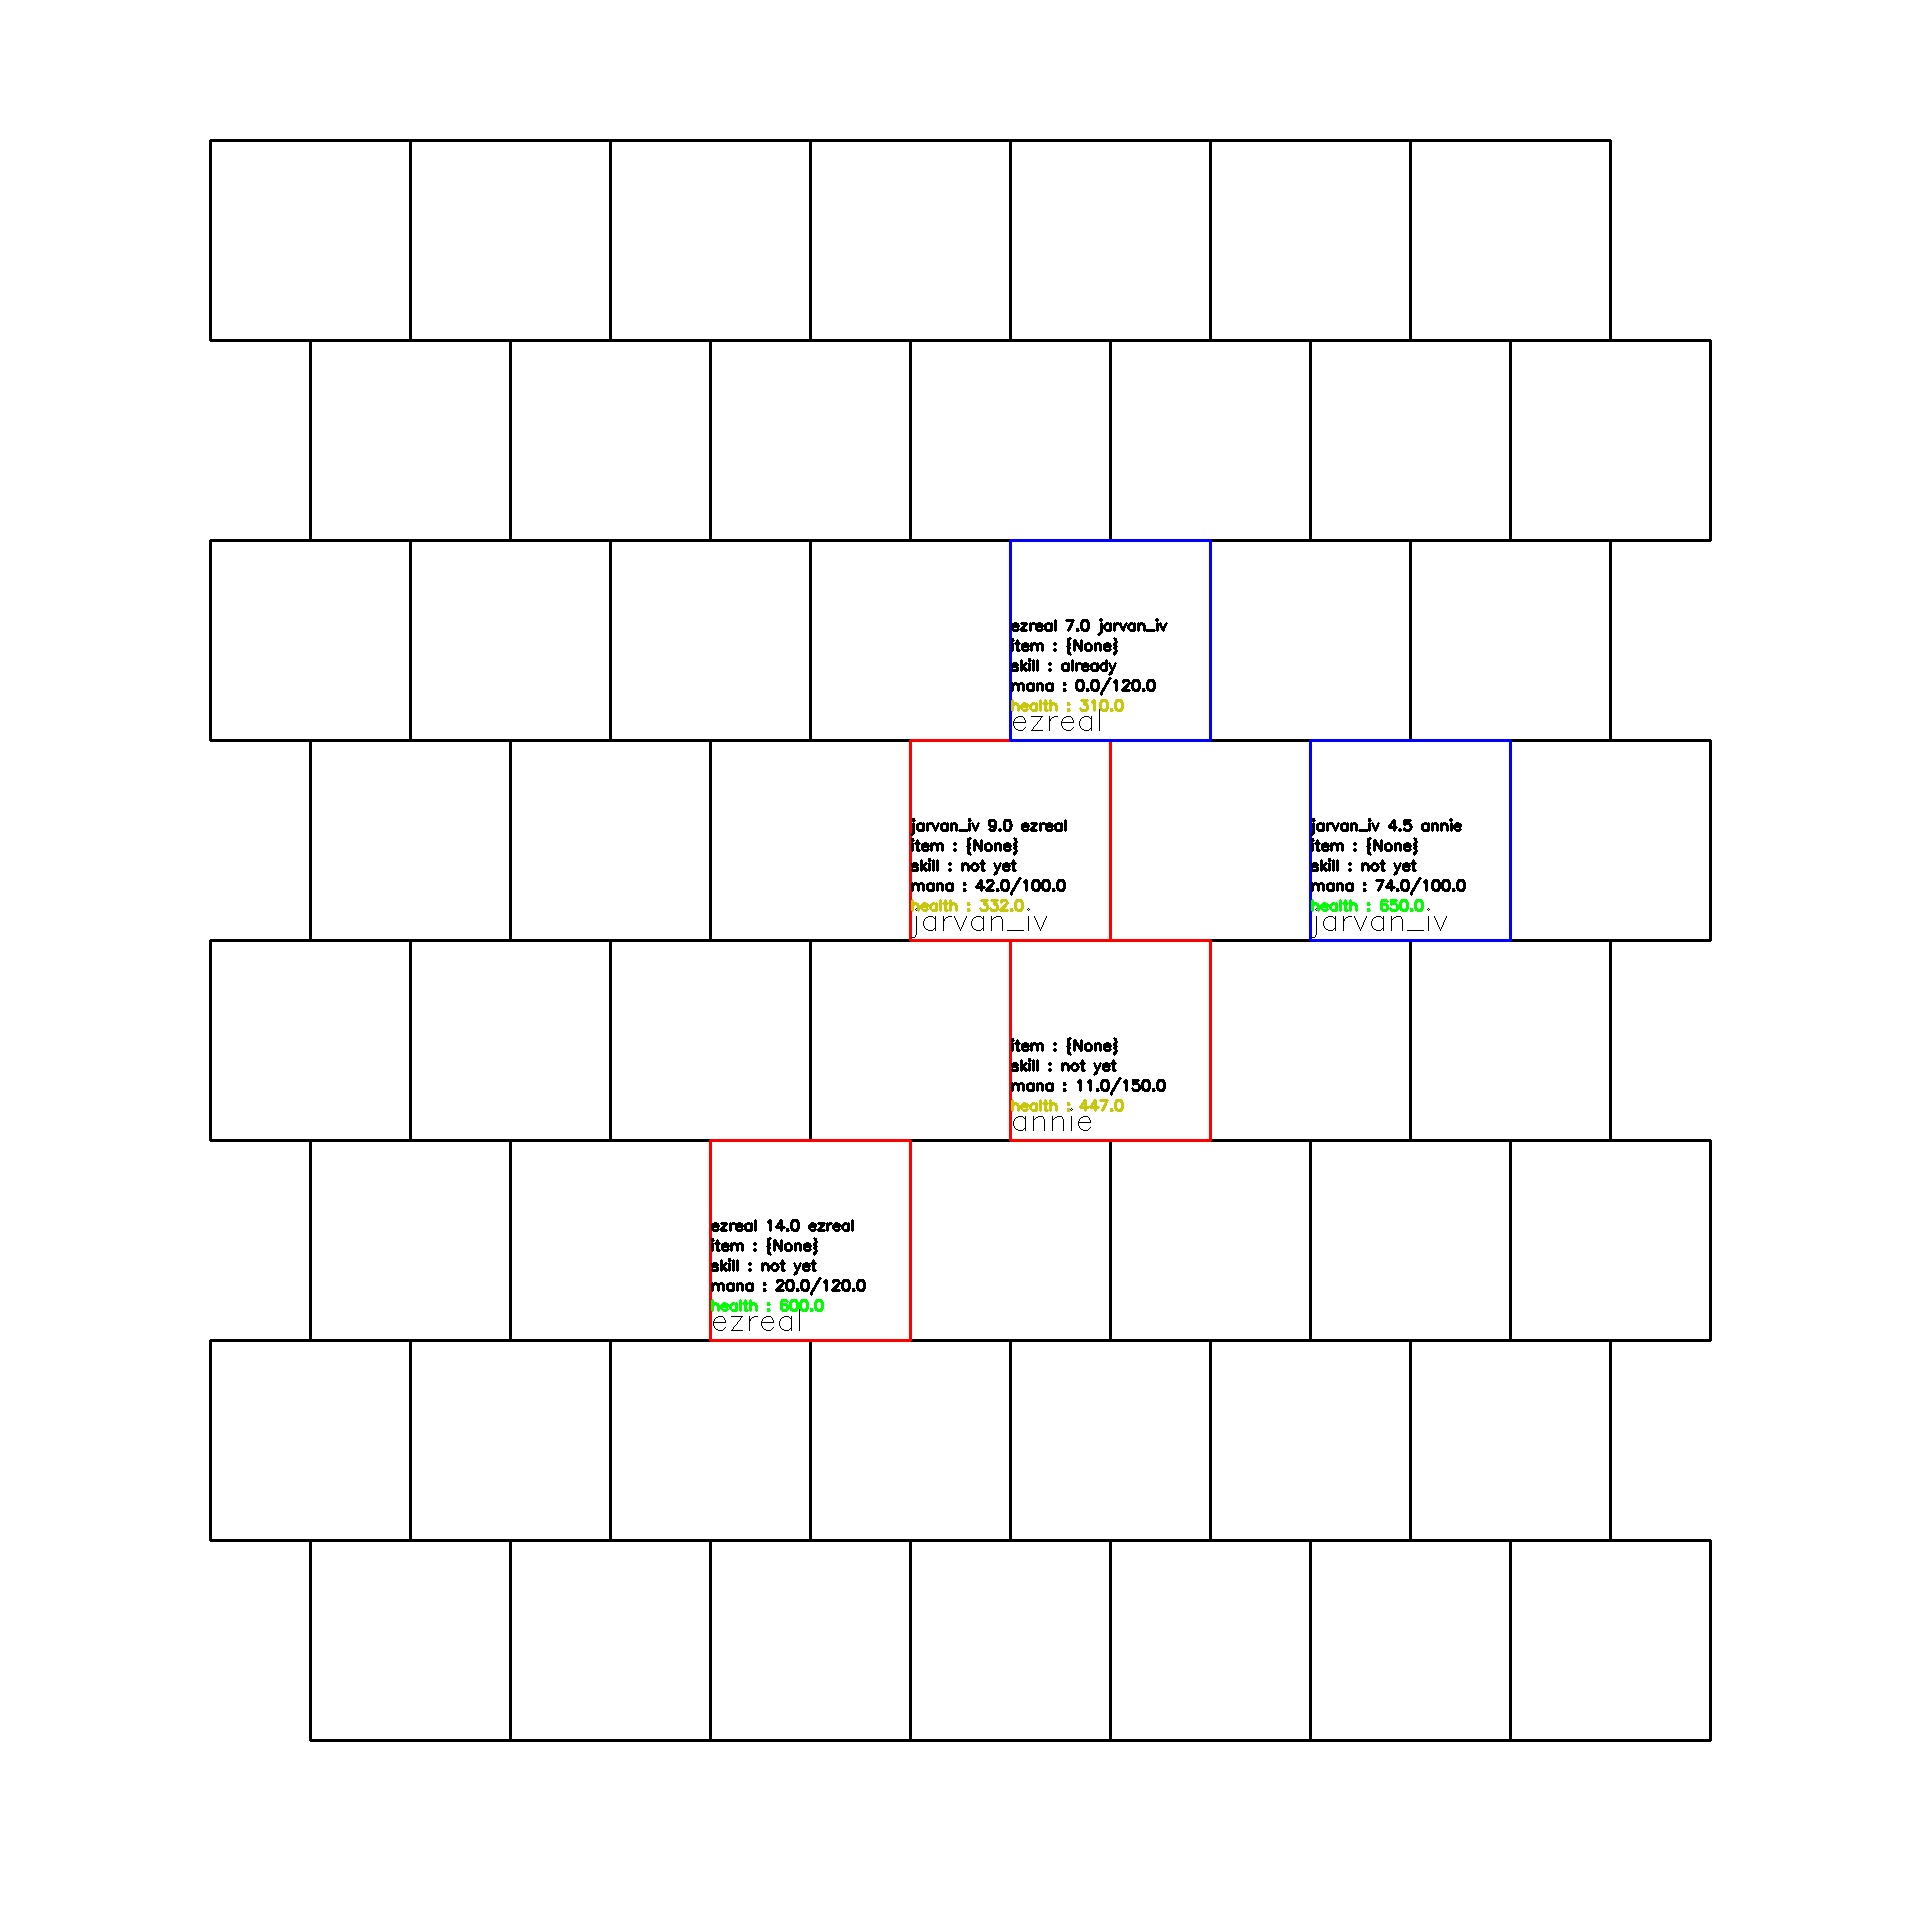 ezreal 7.0 jarvan_iv
item : {None}
skill : already
mana : 0.0/120.0
health : 310.0
ezreal
jarvan_iv 9.0 ezreal
item : {None}
skill : not yet
mana : 42.0/100.0
health : 332.0
jarvan_iv
jarvan_iv 4.5 annie
item : {None}
skill : not yet
mana : 74.0/100.0
health : 650.0
jarvan_iv
item : {None}
skill : not yet
mana : 11.0/150.0
health : 447.0
annie
ezreal 14.0 ezreal
item : {None}
skill : not yet
mana : 20.0/120.0
health : 600.0
ezreal